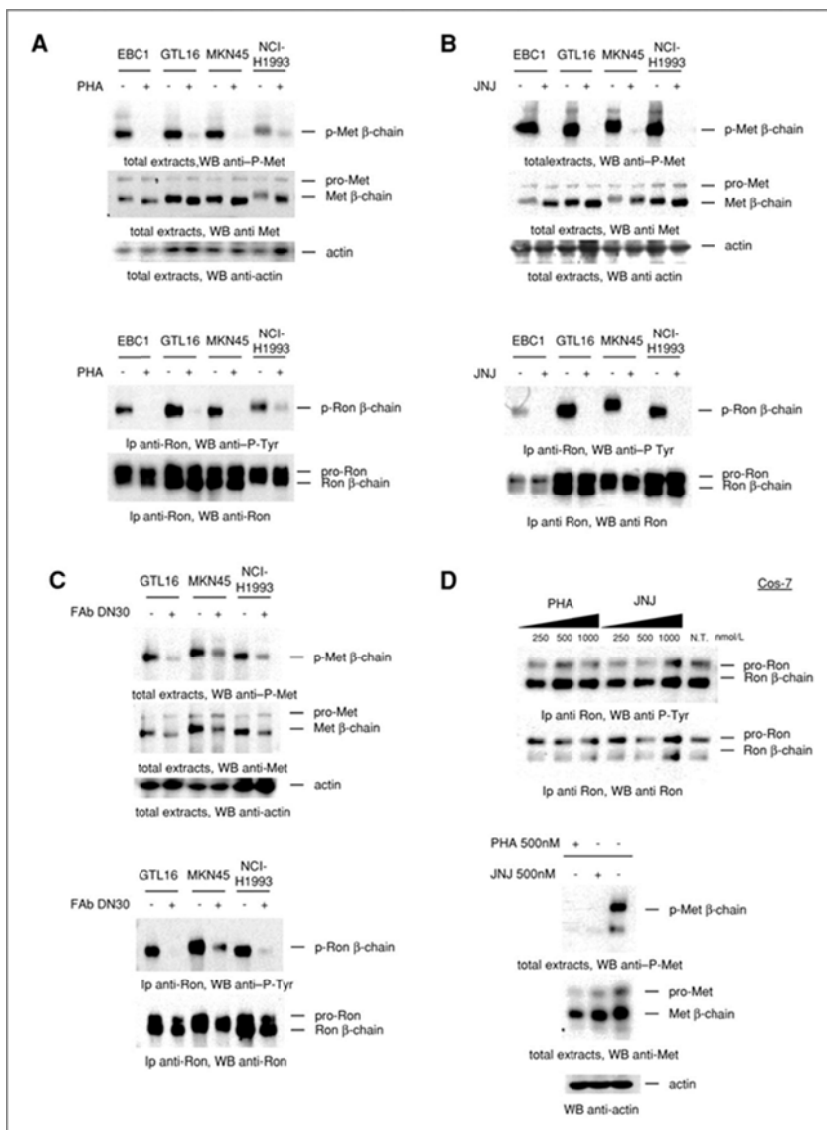 A
EBC1 GTL16 MKN45 NCI-
H1993
PHA - + - + - + - +
p-Met β-chain
total extracts,WB anti–P-Met
pro-Met
Met β-chain
total extracts, WB anti Met
actin
total extracts, WB anti-actin
EBC1 GTL16 MKN45 NCI-
H1993
PHA - + - + - + - +
p-Ron β-chain
Ip anti-Ron, WB anti–P-Tyr
pro-Ron
Ron β-chain
Ip anti-Ron, WB anti-Ron
B
EBC1 GTL16 MKN45 NCI-
H1993
JNJ - + - + - + - +
p-Met β-chain
totalextracts, WB anti–P-Met
pro-Met
Met β-chain
total extracts, WB anti Met
actin
total extracts, WB anti actin
EBC1 GTL16 MKN45 NCI-
H1993
JNJ - + - + - + - +
p-Ron β-chain
Ip anti-Ron, WB anti–P Tyr
pro-Ron
Ron β-chain
Ip anti Ron, WB anti Ron
C
GTL16 MKN45 NCI-
H1993
FAb DN30 - + - + - +
p-Met β-chain
total extracts, WB anti–P-Met
pro-Met
Met β-chain
total extracts, WB anti-Met
actin
total extracts, WB anti-actin
GTL16 MKN45 NCI-
H1993
FAb DN30 - + - + - +
p-Ron β-chain
Ip anti-Ron, WB anti–P-Tyr
pro-Ron
Ron β-chain
Ip anti-Ron, WB anti-Ron
D
Cos-7
PHA JNJ
250 500 1000 250 500 1000 N.T. nmol/L
pro-Ron
Ron β-chain
Ip anti Ron, WB anti P-Tyr
pro-Ron
Ron β-chain
Ip anti Ron, WB anti Ron
PHA 500nM + - -
JNJ 500nM - + -
p-Met β-chain
total extracts, WB anti–P-Met
pro-Met
Met β-chain
total extracts, WB anti-Met
actin
WB anti-actin